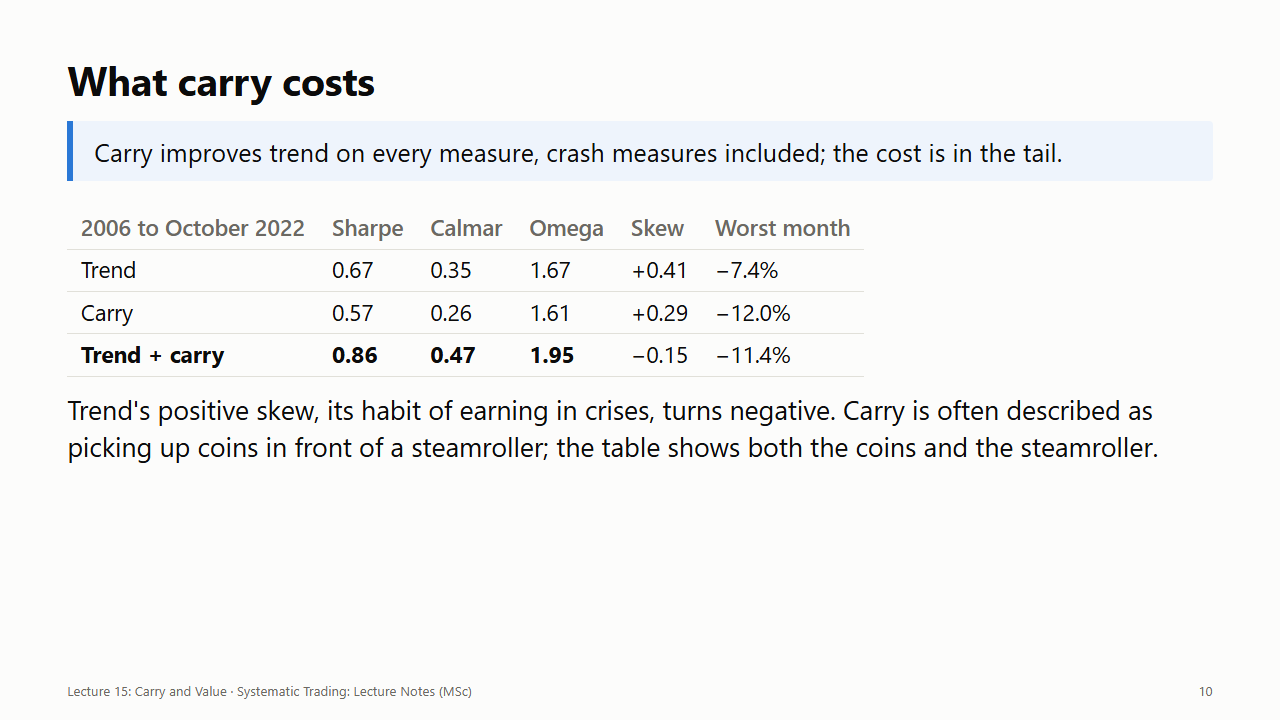 What carry costs
Carry improves trend on every measure, crash measures included; the cost is in the tail.
2006 to October 2022 Sharpe Calmar Omega Skew Worst month
Trend 0.67 0.35 1.67 +0.41 −7.4%
Carry 0.57 0.26 1.61 +0.29 −12.0%
Trend + carry 0.86 0.47 1.95 −0.15 −11.4%
Trend's positive skew, its habit of earning in crises, turns negative. Carry is often described as
picking up coins in front of a steamroller; the table shows both the coins and the steamroller.
Lecture 15: Carry and Value · Systematic Trading: Lecture Notes (MSc) 10